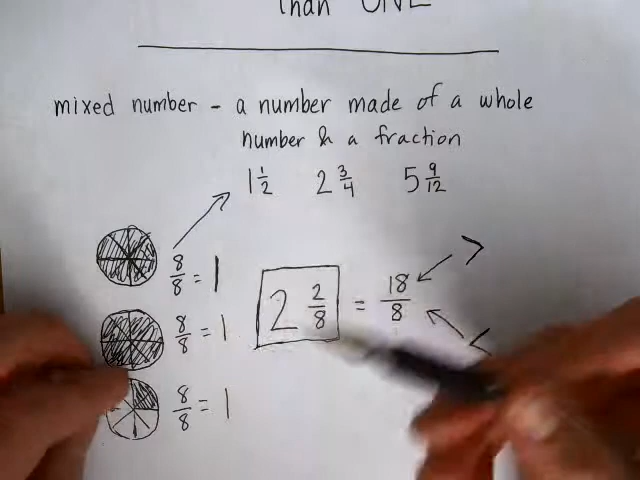 than ONE
mixed number - a number made of a whole
number & a fraction
1 1/2 2 3/4 5 9/12
8/8 = 1
2 2/8 = 18/8
>
8/8 = 1
<
8/8 = 1